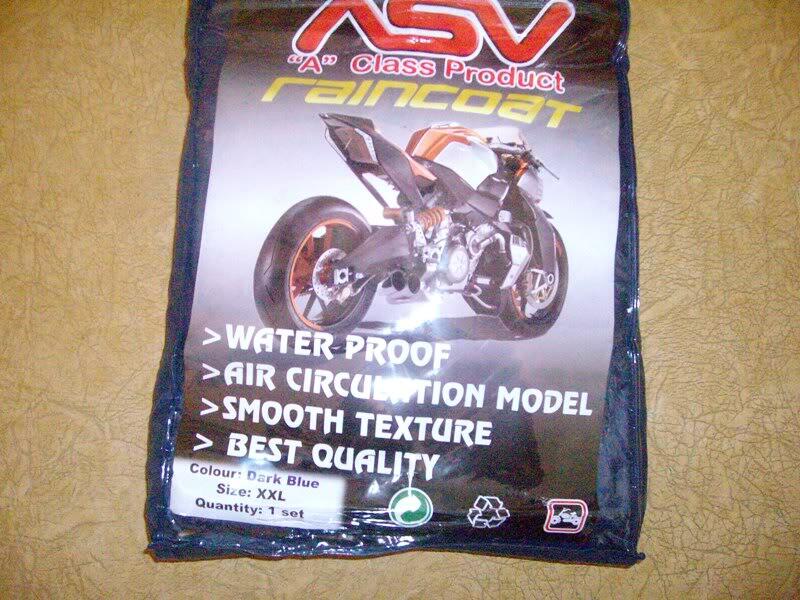 ASV
"A" Class Product
raincoat
>WATER PROOF
>AIR CIRCULATION MODEL
>SMOOTH TEXTURE
> BEST QUALITY
Colour: Dark Blue
Size: XXL
Quantity: 1 set